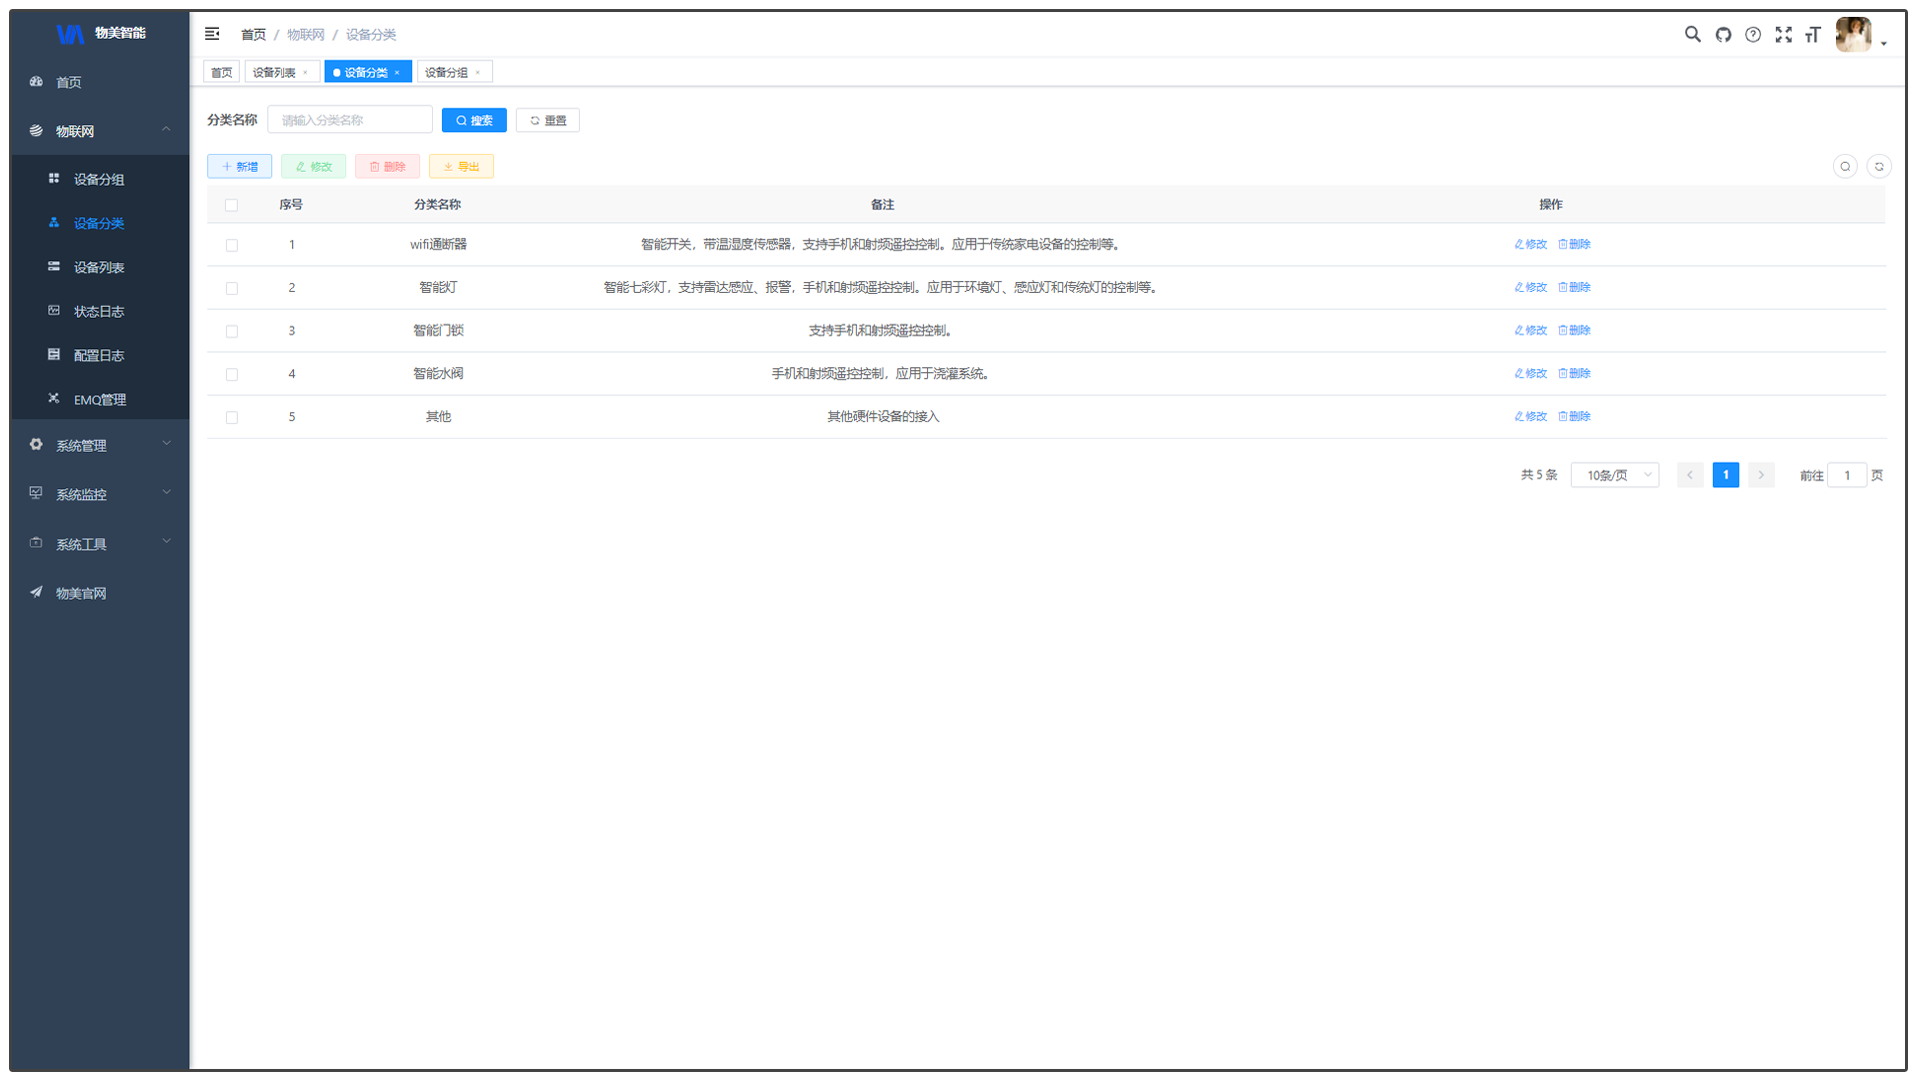 物美智能
首页 / 物联网 / 设备分类
首页 设备列表 × 设备分类 × 设备分组 ×
首页
物联网
设备分组
设备分类
设备列表
状态日志
配置日志
EMQ管理
系统管理
系统监控
系统工具
物美官网
分类名称 请输入分类名称 搜索 重置
新增 修改 删除 导出
序号 分类名称 备注 操作
1 wifi通断器 智能开关，带温湿度传感器，支持手机和射频遥控控制。应用于传统家电设备的控制等。 修改 删除
2 智能灯 智能七彩灯，支持雷达感应、报警，手机和射频遥控控制。应用于环境灯、感应灯和传统灯的控制等。 修改 删除
3 智能门锁 支持手机和射频遥控控制。 修改 删除
4 智能水阀 手机和射频遥控控制，应用于浇灌系统。 修改 删除
5 其他 其他硬件设备的接入 修改 删除
共 5 条 10条/页 < 1 > 前往 1 页